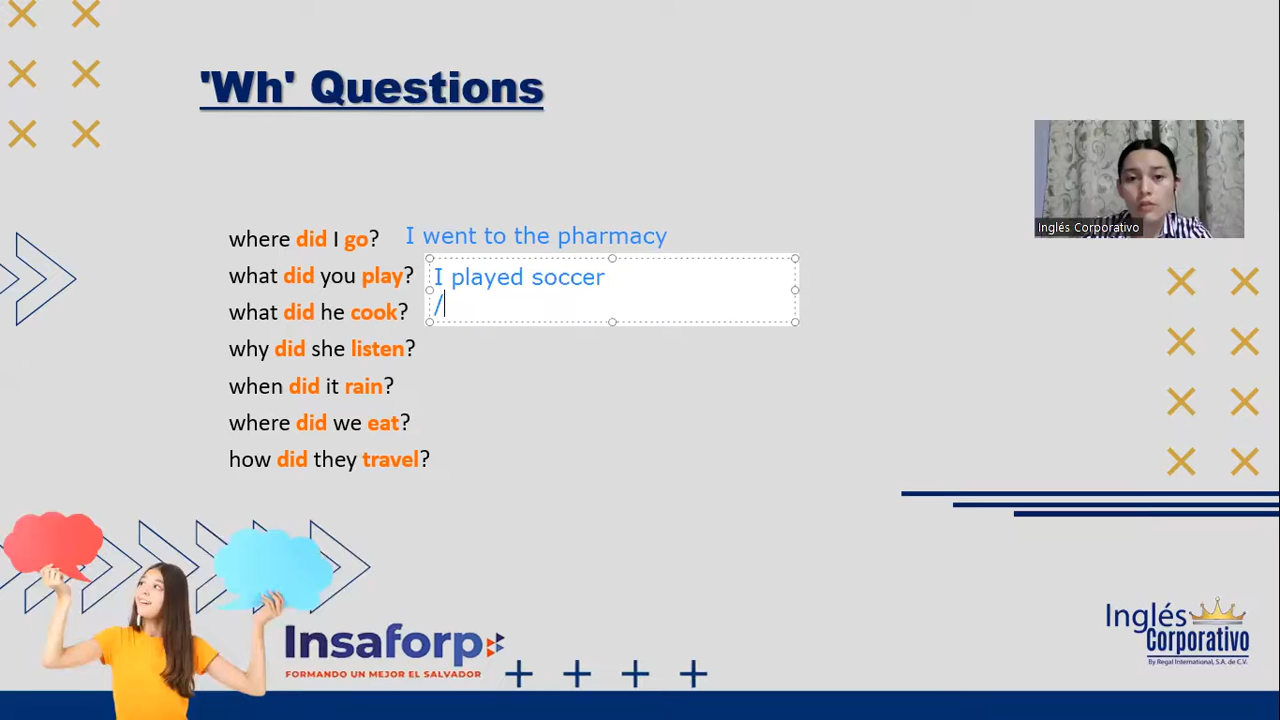 'Wh' Questions
Inglés Corporativo
where did I go? I went to the pharmacy
what did you play? I played soccer
what did he cook? /
why did she listen?
when did it rain?
where did we eat?
how did they travel?
Insaforp
FORMANDO UN MEJOR EL SALVADOR
Inglés
Corporativo
By Regal International, S.A. de C.V.